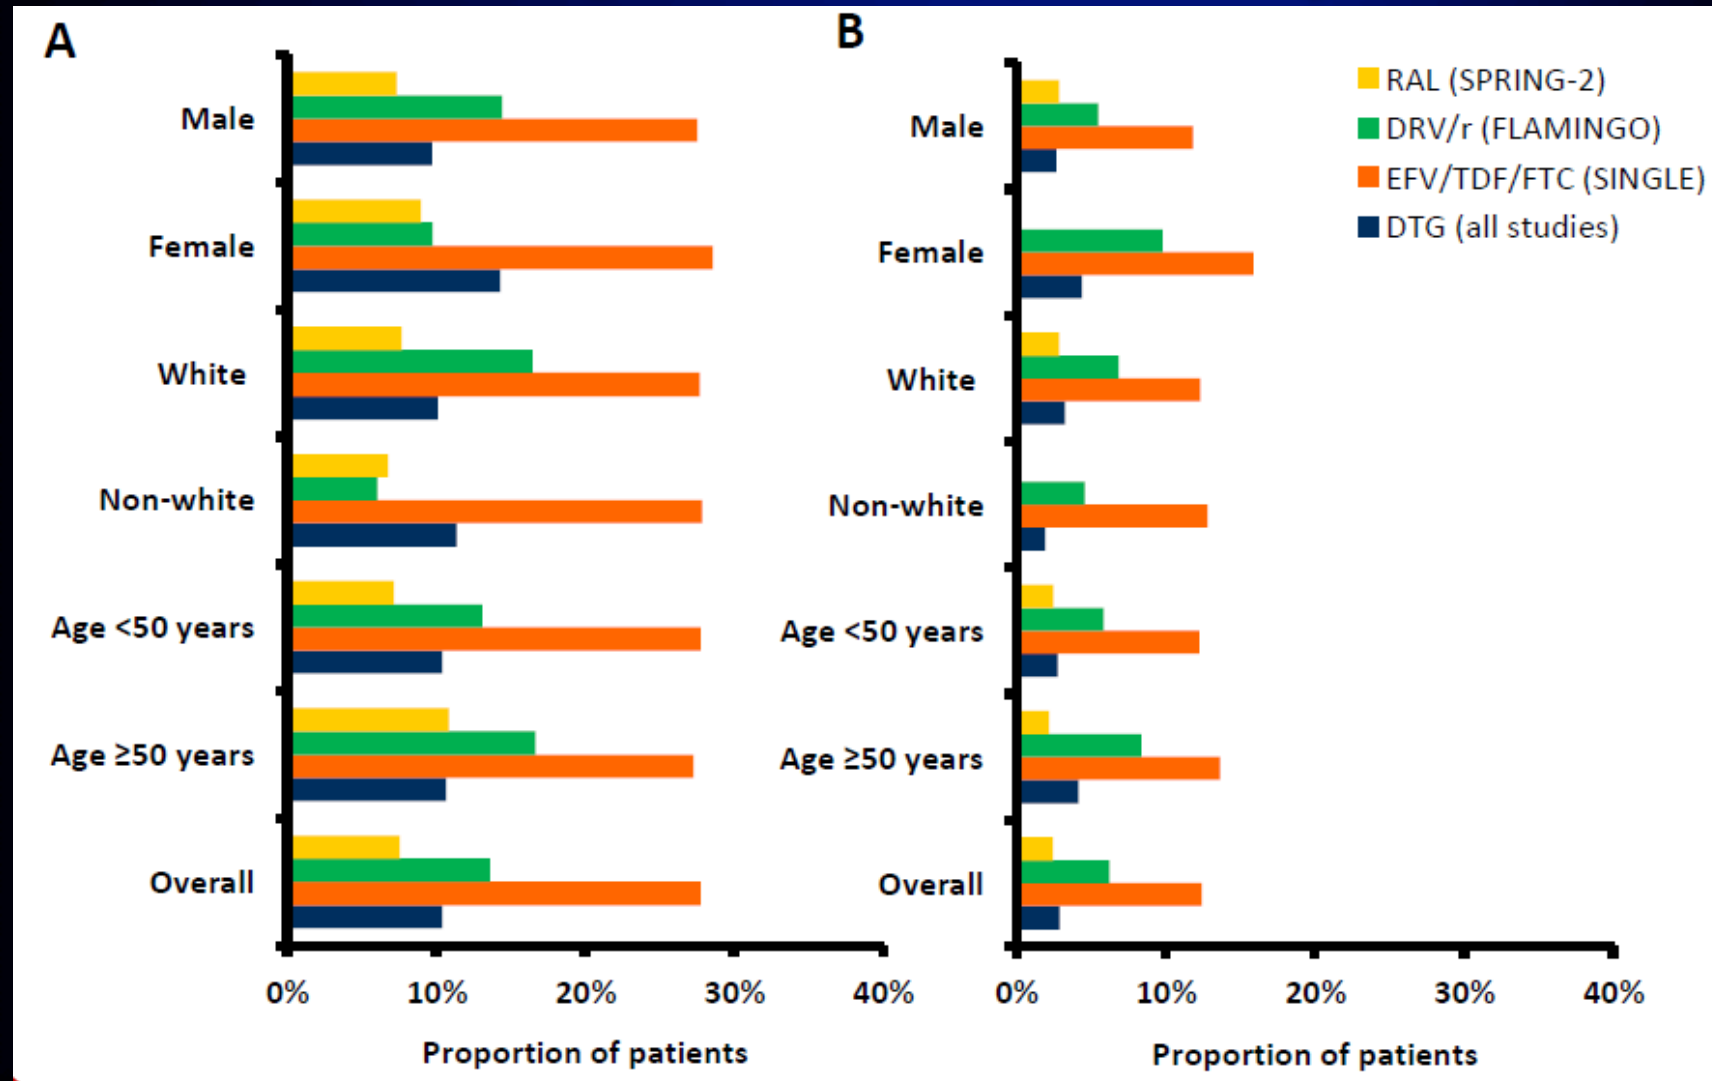 A
Male
Female
White
Non-white
Age <50 years
Age ≥50 years
Overall
0% 10% 20% 30% 40%
Proportion of patients
B
Male
Female
White
Non-white
Age <50 years
Age ≥50 years
Overall
0% 10% 20% 30% 40%
Proportion of patients
RAL (SPRING-2)
DRV/r (FLAMINGO)
EFV/TDF/FTC (SINGLE)
DTG (all studies)